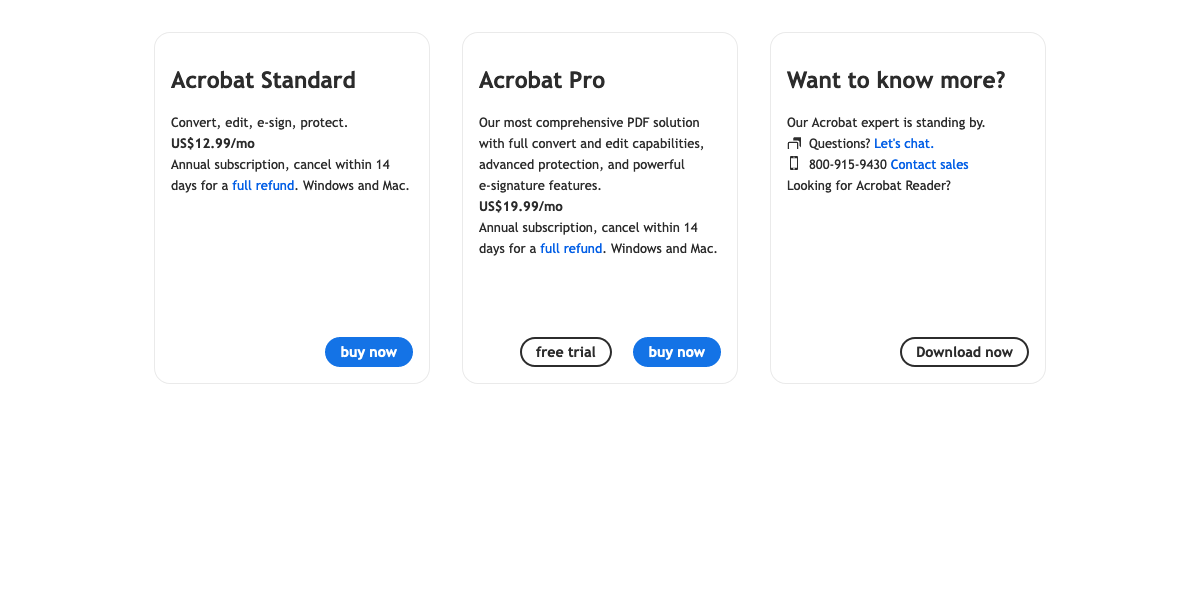 Acrobat Standard
Convert, edit, e-sign, protect.
US$12.99/mo
Annual subscription, cancel within 14
days for a full refund. Windows and Mac.
buy now
Acrobat Pro
Our most comprehensive PDF solution
with full convert and edit capabilities,
advanced protection, and powerful
e-signature features.
US$19.99/mo
Annual subscription, cancel within 14
days for a full refund. Windows and Mac.
free trial
buy now
Want to know more?
Our Acrobat expert is standing by.
Questions? Let's chat.
800-915-9430 Contact sales
Looking for Acrobat Reader?
Download now